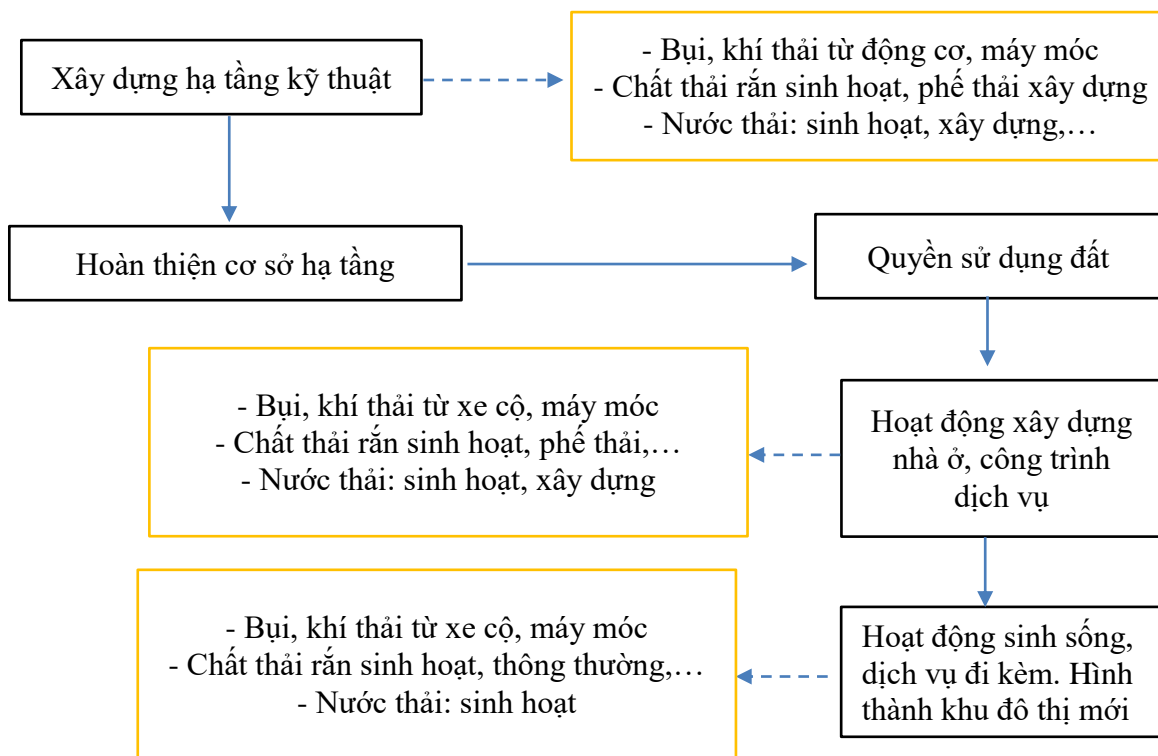 Xây dựng hạ tầng kỹ thuật
- Bụi, khí thải từ động cơ, máy móc
- Chất thải rắn sinh hoạt, phế thải xây dựng
- Nước thải: sinh hoạt, xây dựng,…
Hoàn thiện cơ sở hạ tầng
Quyền sử dụng đất
- Bụi, khí thải từ xe cộ, máy móc
- Chất thải rắn sinh hoạt, phế thải,…
- Nước thải: sinh hoạt, xây dựng
Hoạt động xây dựng
nhà ở, công trình
dịch vụ
- Bụi, khí thải từ xe cộ, máy móc
- Chất thải rắn sinh hoạt, thông thường,…
- Nước thải: sinh hoạt
Hoạt động sinh sống,
dịch vụ đi kèm. Hình
thành khu đô thị mới